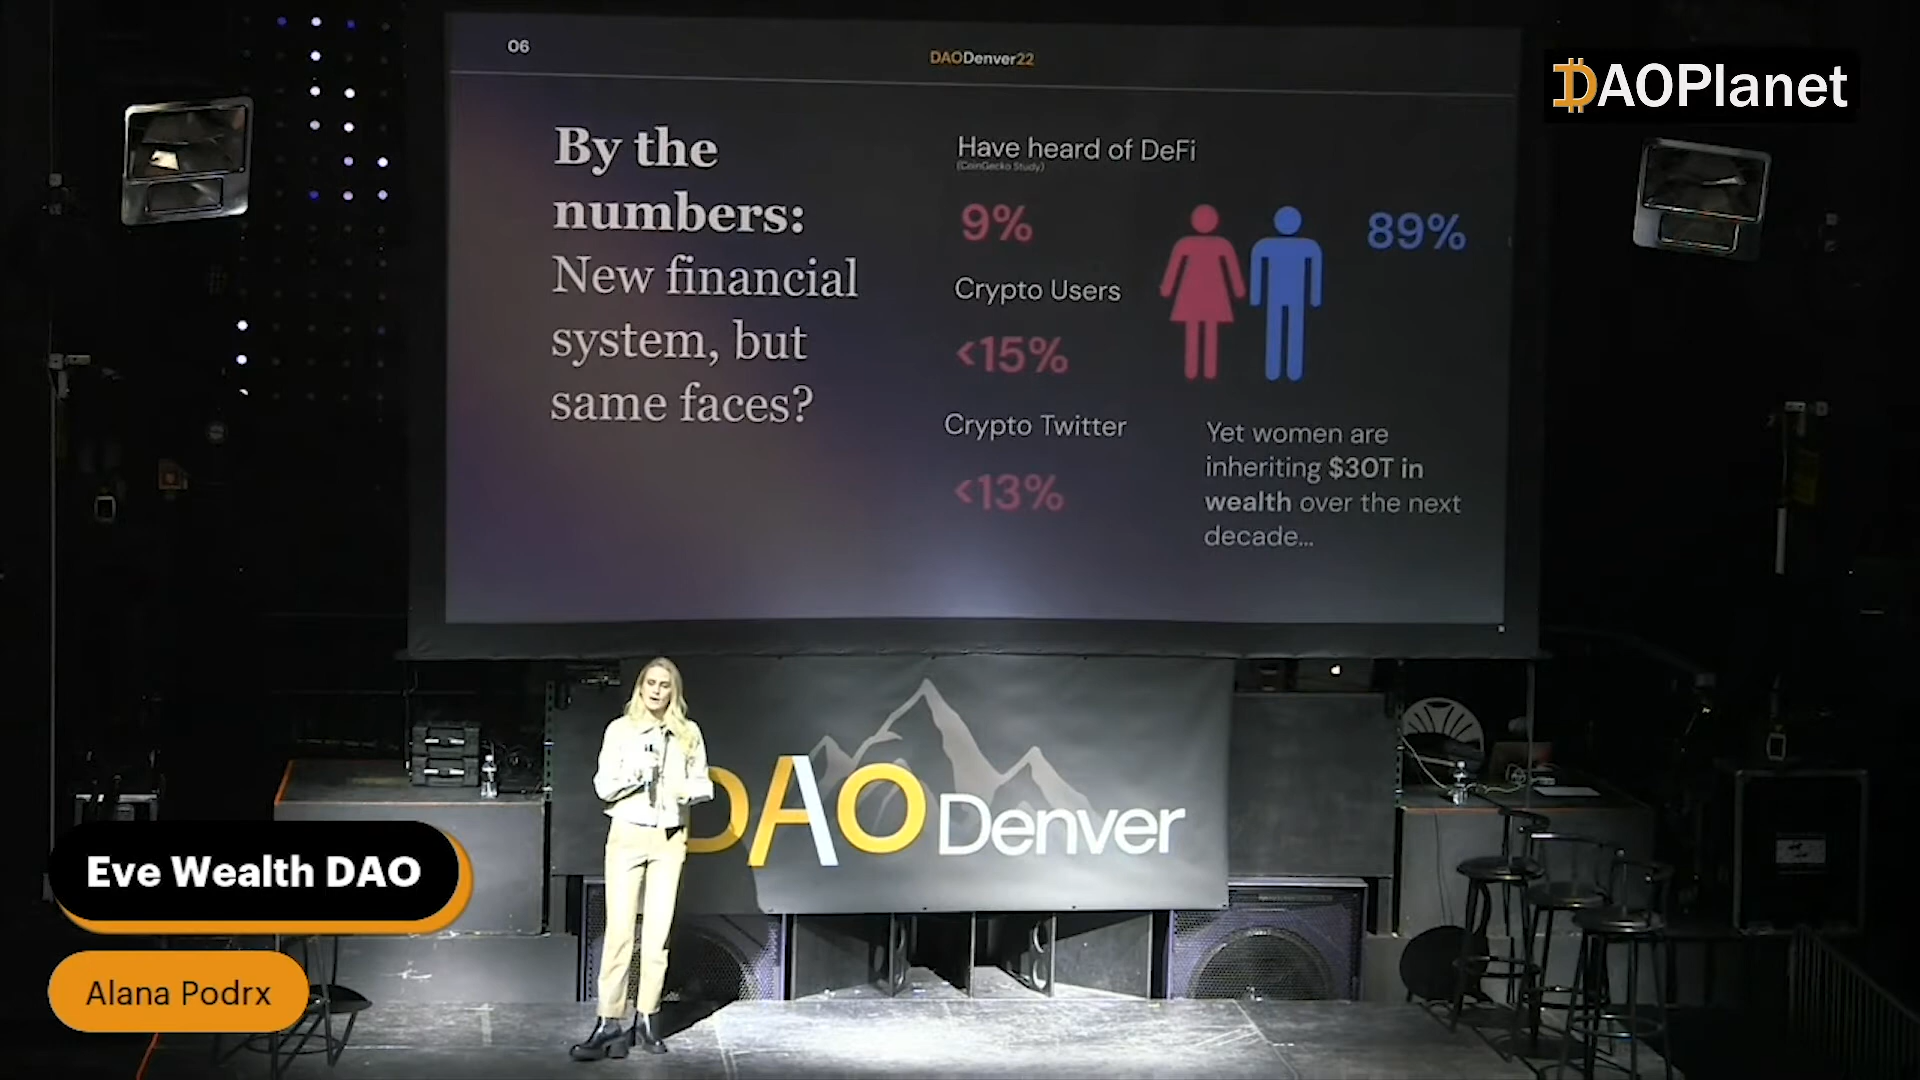 06
DAODenver22
DAOPlanet
By the
numbers:
New financial
system, but
same faces?
Have heard of DeFi
(CoinGecko Study)
9%
89%
Crypto Users
<15%
Crypto Twitter
<13%
Yet women are
inheriting $30T in
wealth over the next
decade...
DAO Denver
Eve Wealth DAO
Alana Podrx